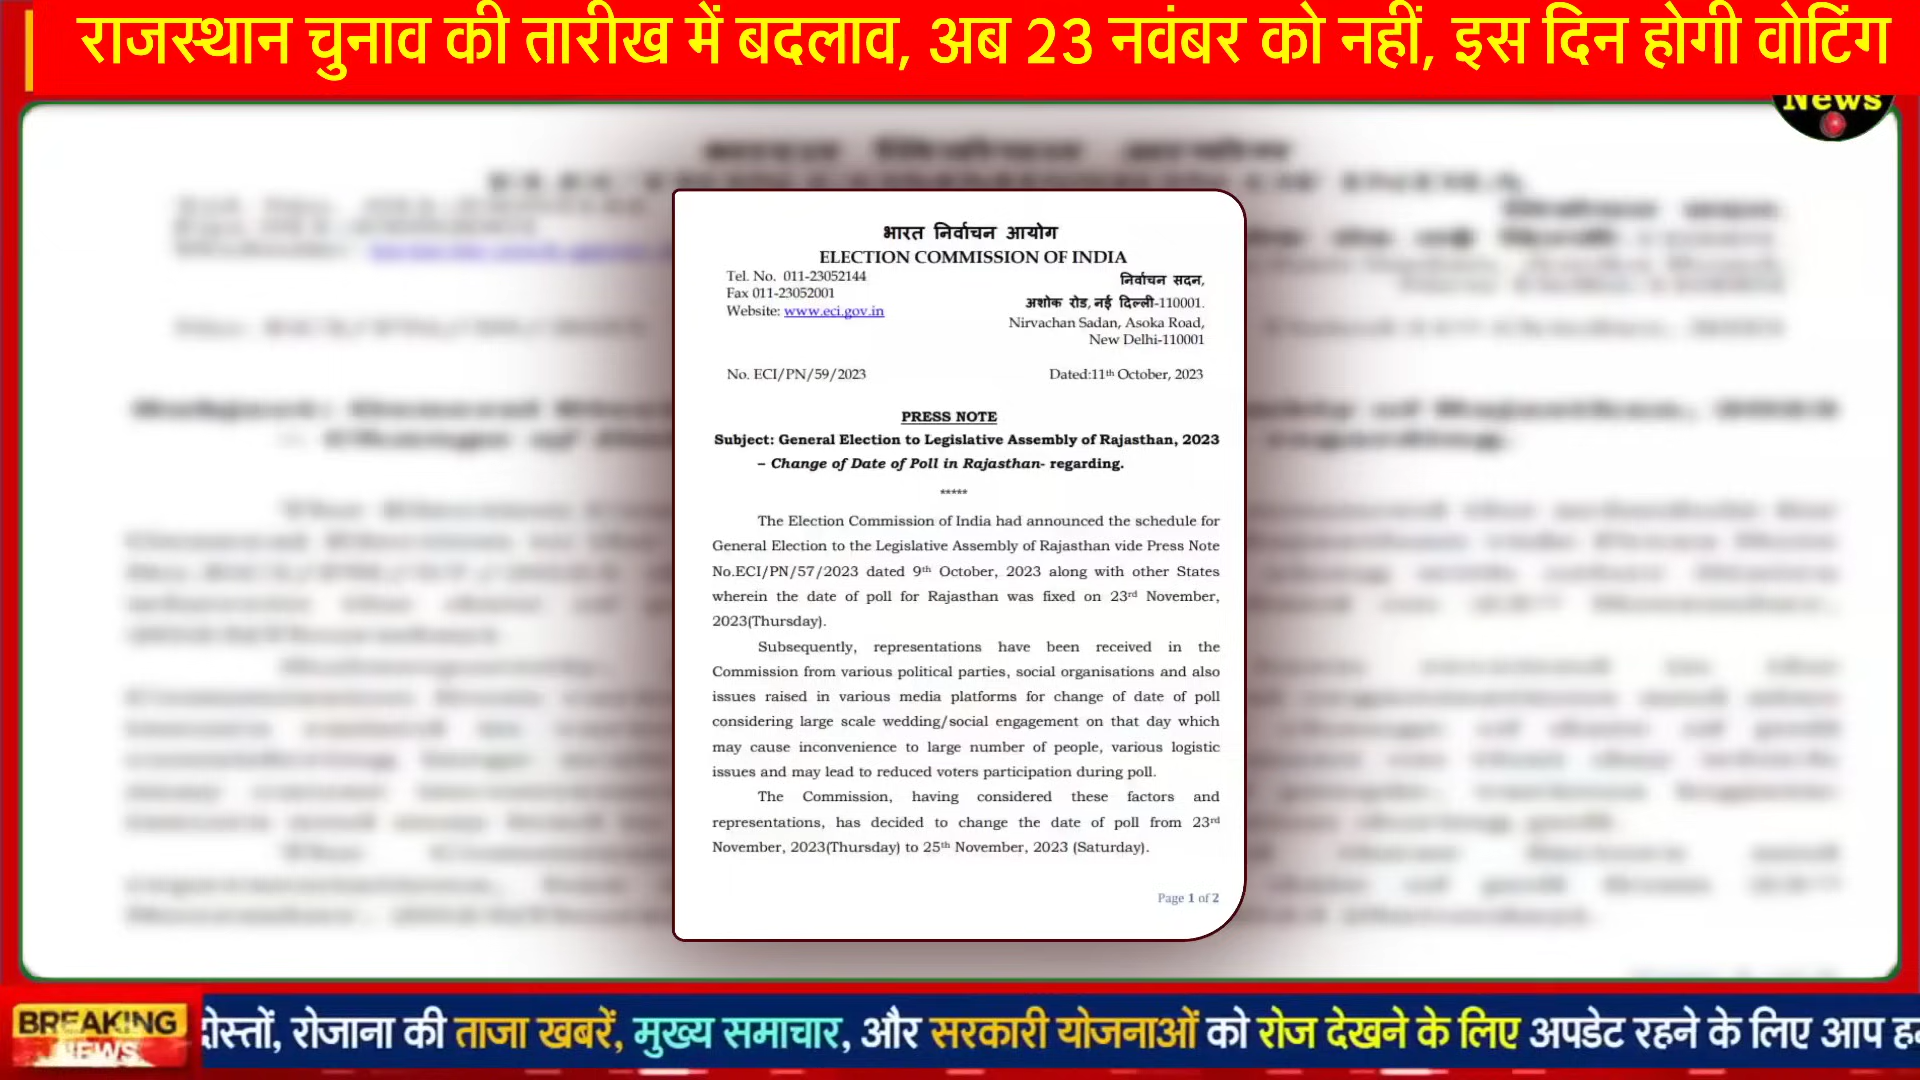 राजस्थान चुनाव की तारीख में बदलाव, अब 23 नवंबर को नहीं, इस दिन होगी वोटिंग
News
भारत निर्वाचन आयोग
ELECTION COMMISSION OF INDIA
Tel. No. 011-23052144
Fax 011-23052001
Website: www.eci.gov.in
निर्वाचन सदन,
अशोक रोड, नई दिल्ली-110001.
Nirvachan Sadan, Asoka Road,
New Delhi-110001
No. ECI/PN/59/2023
Dated:11th October, 2023
PRESS NOTE
Subject: General Election to Legislative Assembly of Rajasthan, 2023
– Change of Date of Poll in Rajasthan- regarding.
*****
The Election Commission of India had announced the schedule for
General Election to the Legislative Assembly of Rajasthan vide Press Note
No.ECI/PN/57/2023 dated 9th October, 2023 along with other States
wherein the date of poll for Rajasthan was fixed on 23rd November,
2023(Thursday).
Subsequently, representations have been received in the
Commission from various political parties, social organisations and also
issues raised in various media platforms for change of date of poll
considering large scale wedding/social engagement on that day which
may cause inconvenience to large number of people, various logistic
issues and may lead to reduced voters participation during poll.
The Commission, having considered these factors and
representations, has decided to change the date of poll from 23rd
November, 2023(Thursday) to 25th November, 2023 (Saturday).
Page 1 of 2
BREAKING
NEWS
दोस्तों, रोजाना की ताजा खबरें, मुख्य समाचार, और सरकारी योजनाओं को रोज देखने के लिए अपडेट रहने के लिए आप